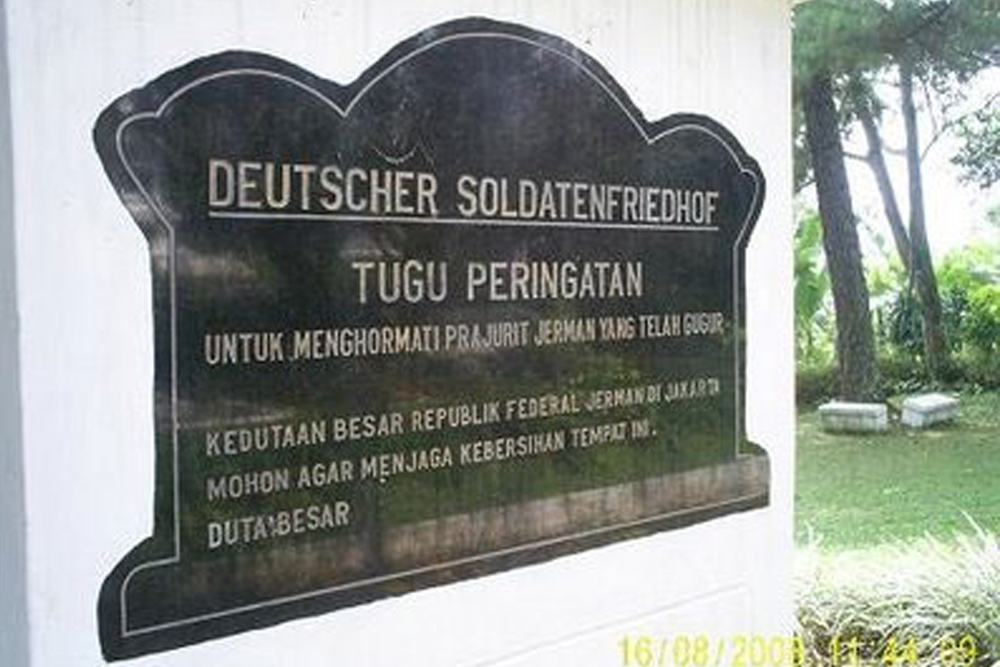 DEUTSCHER SOLDATENFRIEDHOF
TUGU PERINGATAN
UNTUK MENGHORMATI PRAJURIT JERMAN YANG TELAH GUGUR
KEDUTAAN BESAR REPUBLIK FEDERAL JERMAN DI JAKARTA
MOHON AGAR MENJAGA KEBERSIHAN TEMPAT INI.
DUTA BESAR